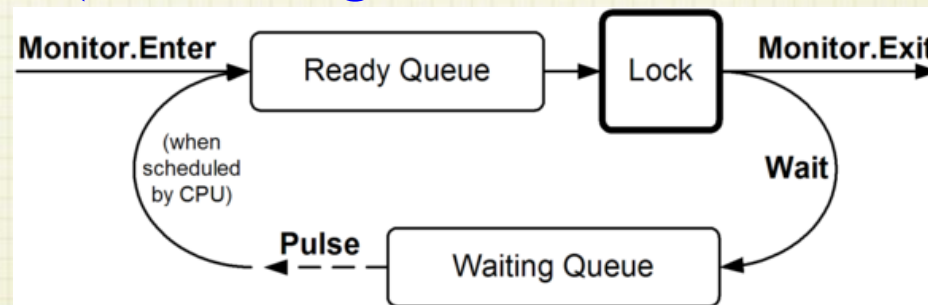 Monitor.Enter
Ready Queue
Lock
Monitor.Exit
(when
scheduled
by CPU)
Wait
Pulse
Waiting Queue